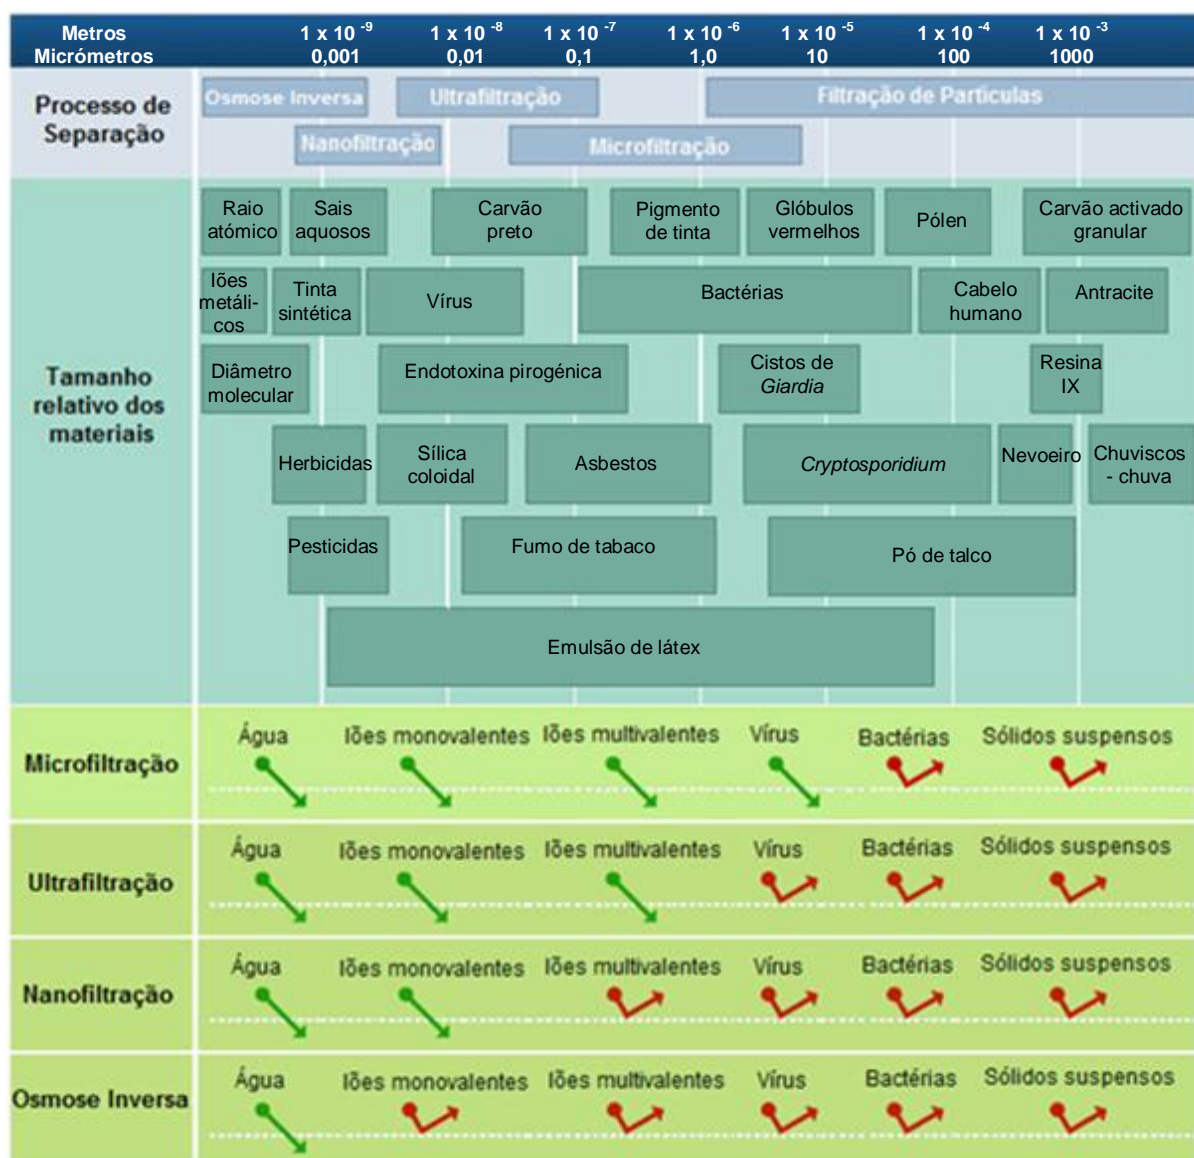 Metros 1 x 10 -9 1 x 10 -8 1 x 10 -7 1 x 10 -6 1 x 10 -5 1 x 10 -4 1 x 10 -3
Micrómetros 0,001 0,01 0,1 1,0 10 100 1000
Processo de
Separação
Osmose Inversa Ultrafiltração Filtração de Partículas
Nanofiltração Microfiltração
Tamanho
relativo dos
materiais
Raio
atómico
Sais
aquosos
Carvão
preto
Pigmento
de tinta
Glóbulos
vermelhos
Pólen
Carvão activado
granular
Iões
metáli-
cos
Tinta
sintética
Vírus
Bactérias
Cabelo
humano
Antracite
Diâmetro
molecular
Endotoxina pirogénica
Cistos de
Giardia
Resina
IX
Herbicidas
Sílica
coloidal
Asbestos
Cryptosporidium
Nevoeiro
Chuviscos
- chuva
Pesticidas
Fumo de tabaco
Pó de talco
Emulsão de látex
Microfiltração
Água Iões monovalentes Iões multivalentes Vírus Bactérias Sólidos suspensos
Ultrafiltração
Água Iões monovalentes Iões multivalentes Vírus Bactérias Sólidos suspensos
Nanofiltração
Água Iões monovalentes Iões multivalentes Vírus Bactérias Sólidos suspensos
Osmose Inversa
Água Iões monovalentes Iões multivalentes Vírus Bactérias Sólidos suspensos